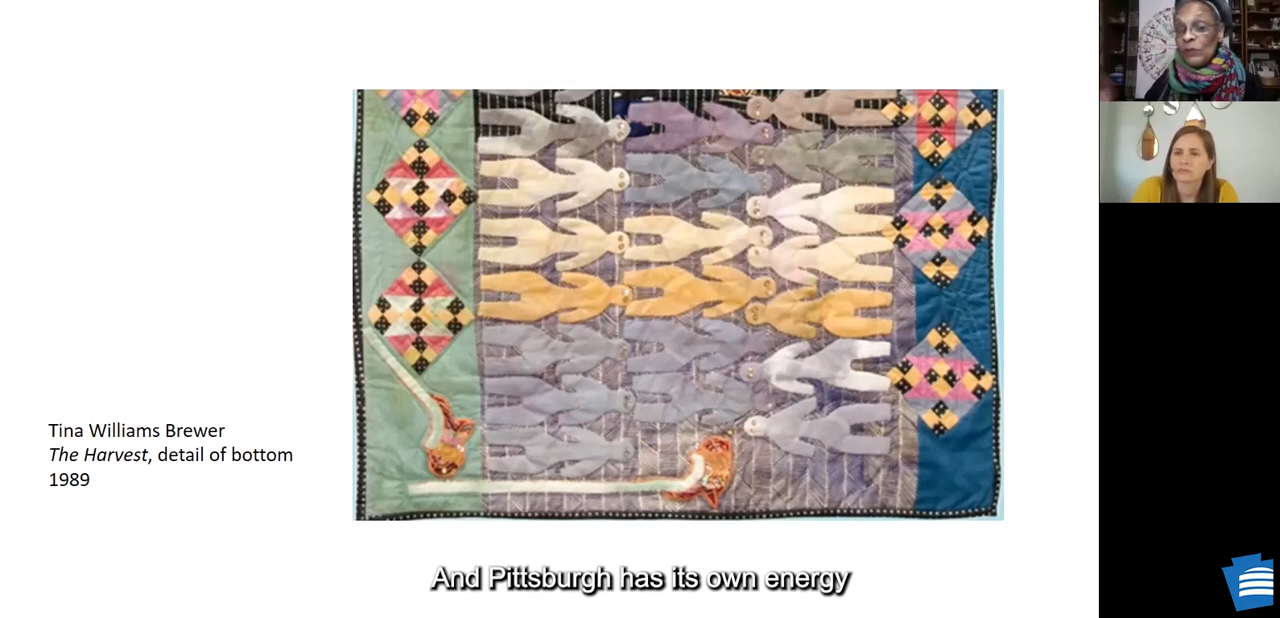 Tina Williams Brewer
The Harvest, detail of bottom
1989
And Pittsburgh has its own energy